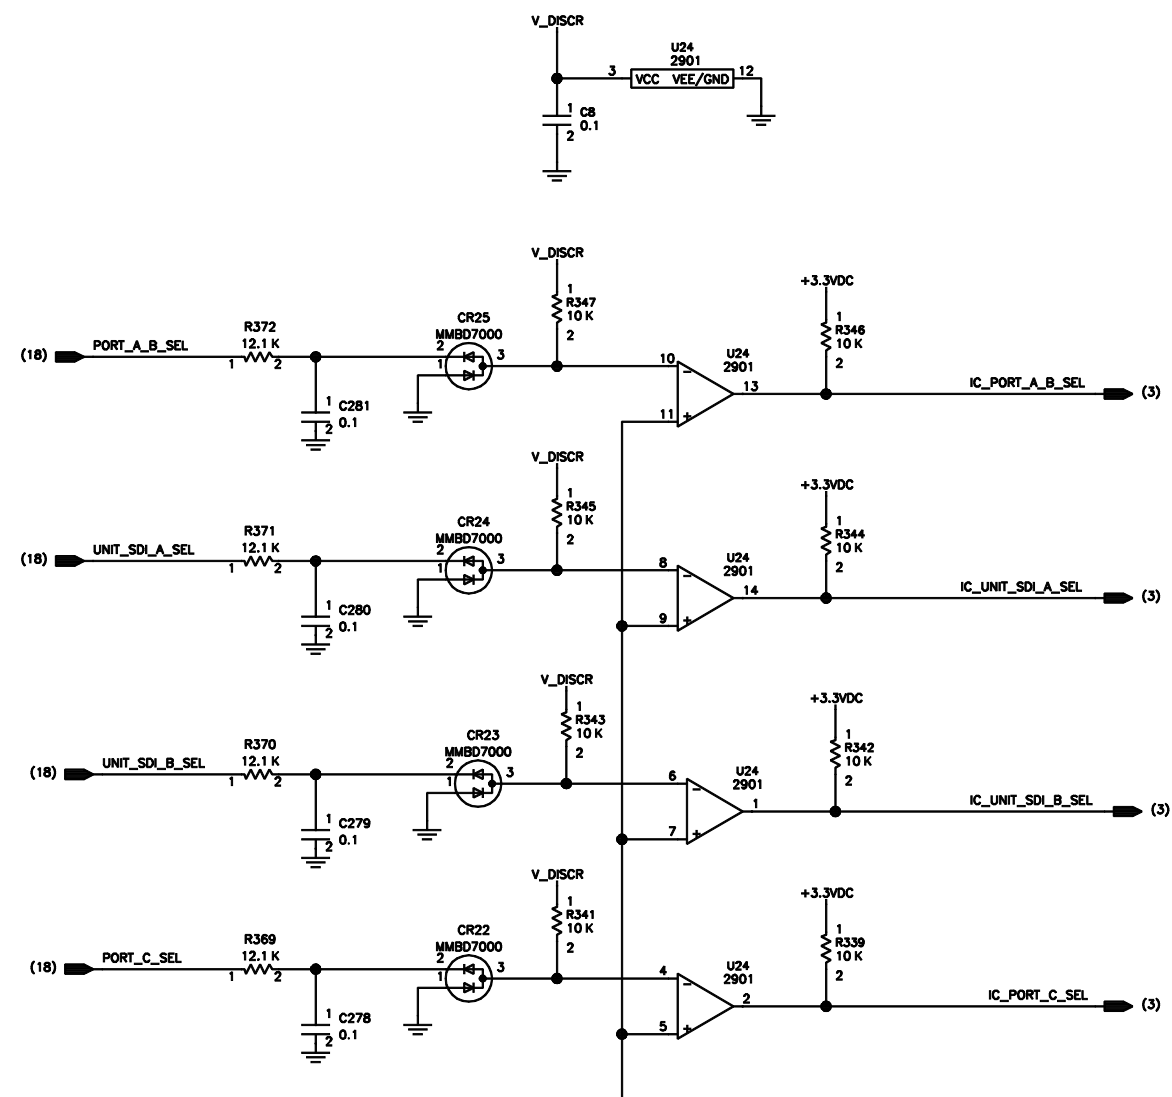 V_DISCR
U24
2901
3 VCC VEE/GND 12
1 C8
0.1
2
V_DISCR
1
R347
10 K
2
+3.3VDC
1
R346
10 K
2
R372
12.1 K
(18) PORT_A_B_SEL
1 2
CR25
MMBD7000
2
1 3
1 C281
0.1
2
10 U24
2901
13
11
IC_PORT_A_B_SEL (3)
V_DISCR
1
R345
10 K
2
+3.3VDC
1
R344
10 K
2
R371
12.1 K
(18) UNIT_SDI_A_SEL
1 2
CR24
MMBD7000
2
1 3
1 C280
0.1
2
8 U24
2901
14
9
IC_UNIT_SDI_A_SEL (3)
V_DISCR
1
R343
10 K
2
+3.3VDC
1
R342
10 K
2
R370
12.1 K
(18) UNIT_SDI_B_SEL
1 2
CR23
MMBD7000
2
1 3
1 C279
0.1
2
6 U24
2901
1
7
IC_UNIT_SDI_B_SEL (3)
V_DISCR
1
R341
10 K
2
+3.3VDC
1
R339
10 K
2
R369
12.1 K
(18) PORT_C_SEL
1 2
CR22
MMBD7000
2
1 3
1 C278
0.1
2
4 U24
2901
2
5
IC_PORT_C_SEL (3)